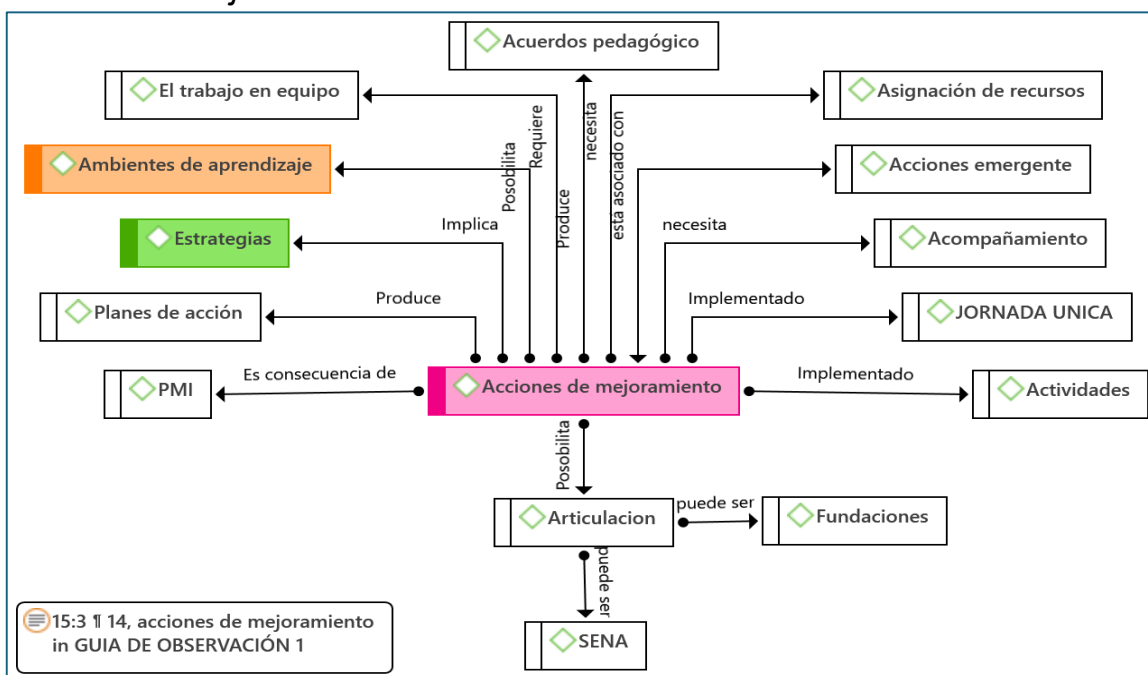 Acuerdos pedagógico
El trabajo en equipo
Asignación de recursos
Requiere
necesita
Ambientes de aprendizaje
Posobilita
Produce
está asociado con
Acciones emergente
Estrategias
Implica
necesita
Acompañamiento
Planes de acción
Produce
Implementado
JORNADA UNICA
PMI
Es consecuencia de
Acciones de mejoramiento
Implementado
Actividades
Posobilita
Articulacion
puede ser
Fundaciones
puede ser
SENA
15:3 ¶ 14, acciones de mejoramiento
in GUIA DE OBSERVACIÓN 1